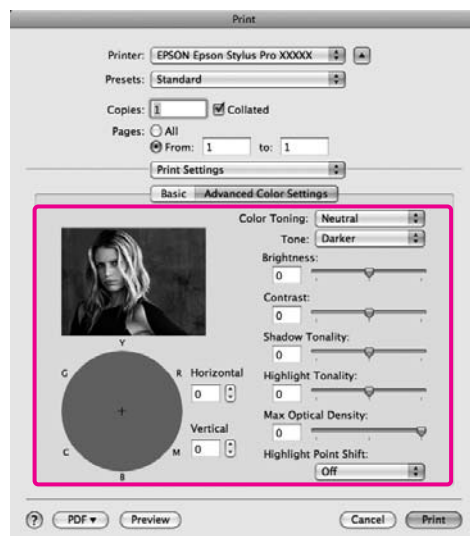 Print
Printer: EPSON Epson Stylus Pro XXXXX
Presets: Standard
Copies: 1 Collated
Pages: All
From: 1 to: 1
Print Settings
Basic Advanced Color Settings
Color Toning: Neutral
Tone: Darker
Brightness:
0
Contrast:
0
Shadow Tonality:
0
Highlight Tonality:
0
Max Optical Density:
0
Highlight Point Shift:
Off
Y
G R
C M
B
Horizontal
0
Vertical
0
? PDF Preview Cancel Print